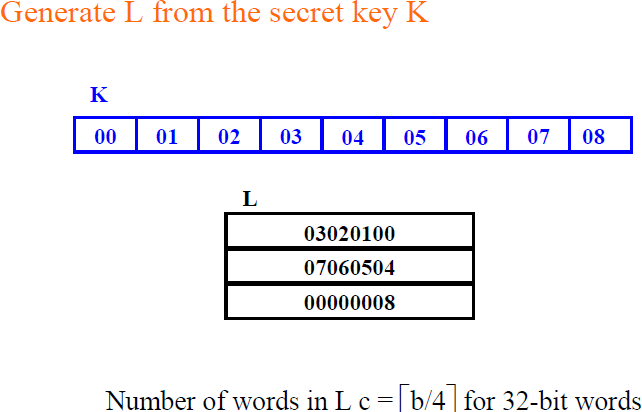 Generate L from the secret key K
K
00 01 02 03 04 05 06 07 08
L
03020100
07060504
00000008
Number of words in L c = ⌈b/4⌉ for 32-bit words